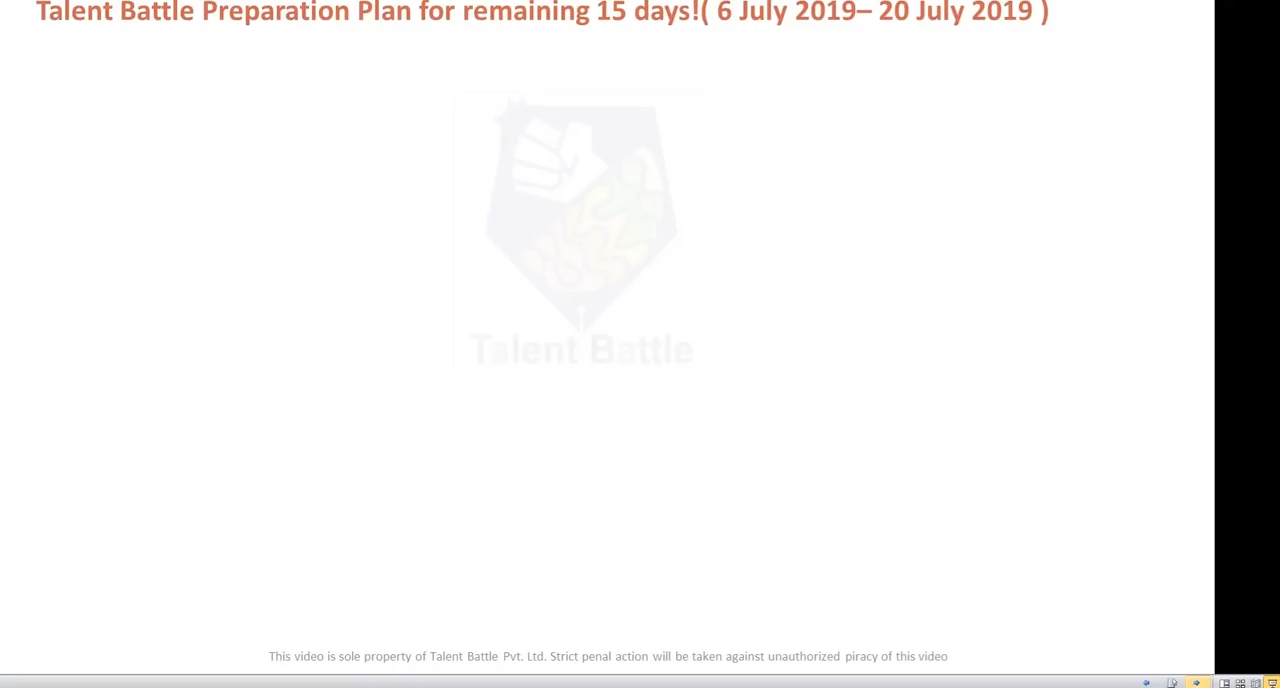 Talent Battle Preparation Plan for remaining 15 days!( 6 July 2019– 20 July 2019 )
Talent Battle
This video is sole property of Talent Battle Pvt. Ltd. Strict penal action will be taken against unauthorized piracy of this video